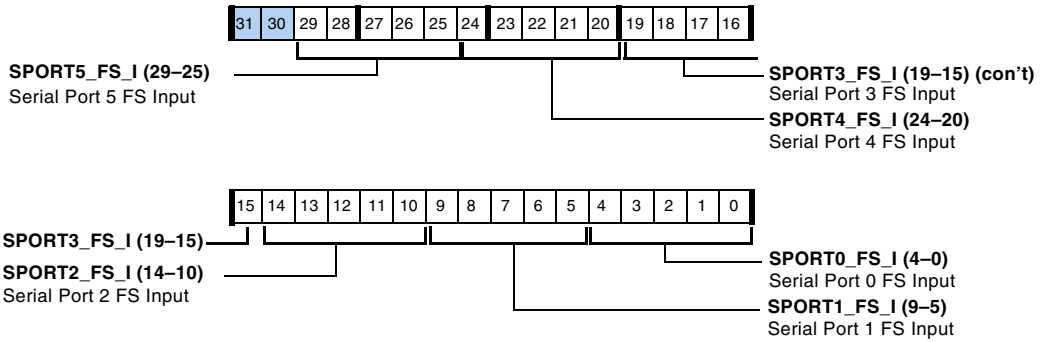 31 30 29 28 27 26 25 24 23 22 21 20 19 18 17 16
SPORT5_FS_I (29–25)
Serial Port 5 FS Input
SPORT3_FS_I (19–15) (con't)
Serial Port 3 FS Input
SPORT4_FS_I (24–20)
Serial Port 4 FS Input
15 14 13 12 11 10 9 8 7 6 5 4 3 2 1 0
SPORT3_FS_I (19–15)
SPORT2_FS_I (14–10)
Serial Port 2 FS Input
SPORT0_FS_I (4–0)
Serial Port 0 FS Input
SPORT1_FS_I (9–5)
Serial Port 1 FS Input